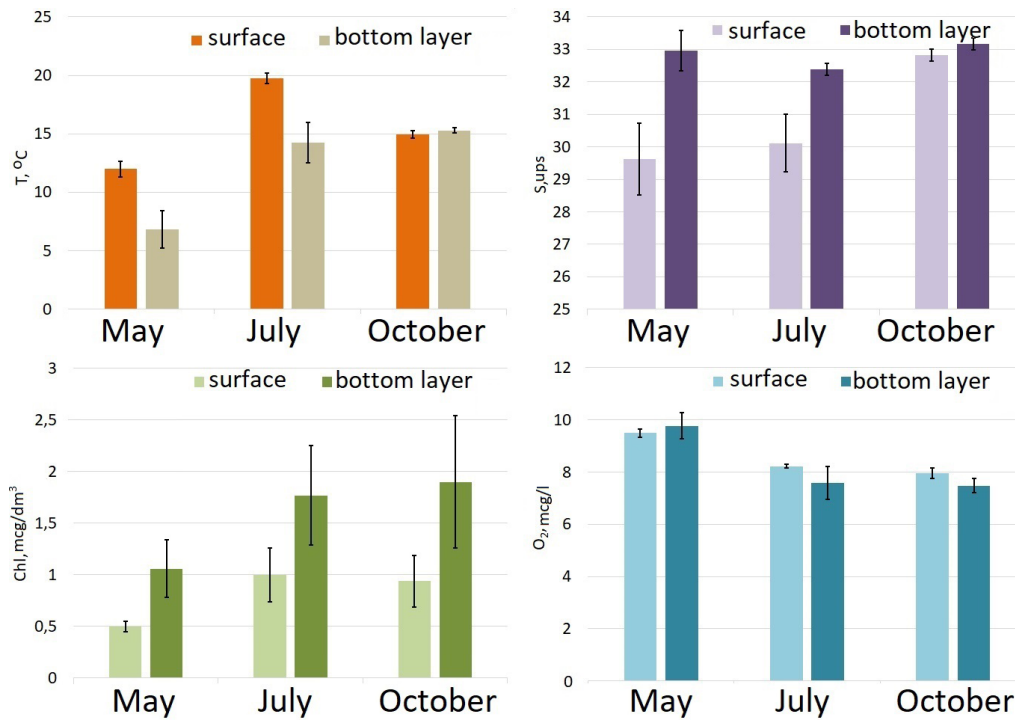 25
20
15
10
5
0
T, °C
surface
bottom layer
May
July
October
34
33
32
31
30
29
28
27
26
25
S,ups
surface
bottom layer
May
July
October
3
2,5
2
1,5
1
0,5
0
Chl,mcg/dm³
surface
bottom layer
May
July
October
12
10
8
6
4
2
0
O₂, mcg/l
surface
bottom layer
May
July
October